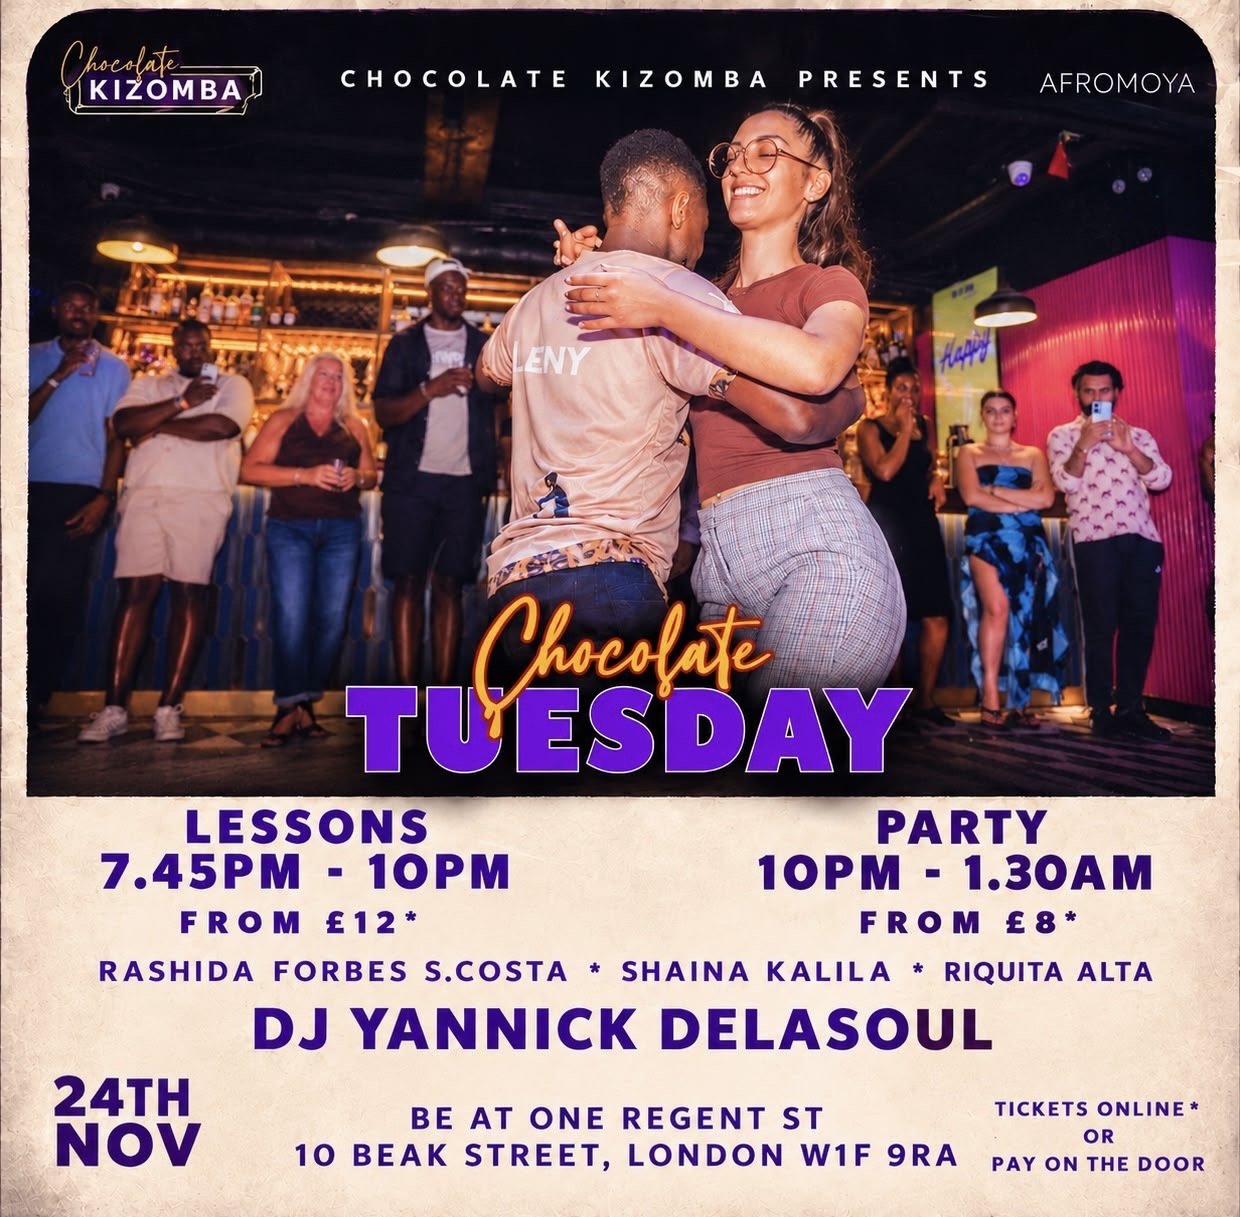 Chocolate
KIZOMBA
CHOCOLATE KIZOMBA PRESENTS
AFROMOYA
LENY
Happy
Chocolate
TUESDAY
LESSONS
7.45PM - 10PM
FROM £12*
PARTY
10PM - 1.30AM
FROM £8*
RASHIDA FORBES S.COSTA * SHAINA KALILA * RIQUITA ALTA
DJ YANNICK DELASOUL
24TH
NOV
BE AT ONE REGENT ST
10 BEAK STREET, LONDON W1F 9RA
TICKETS ONLINE*
OR
PAY ON THE DOOR